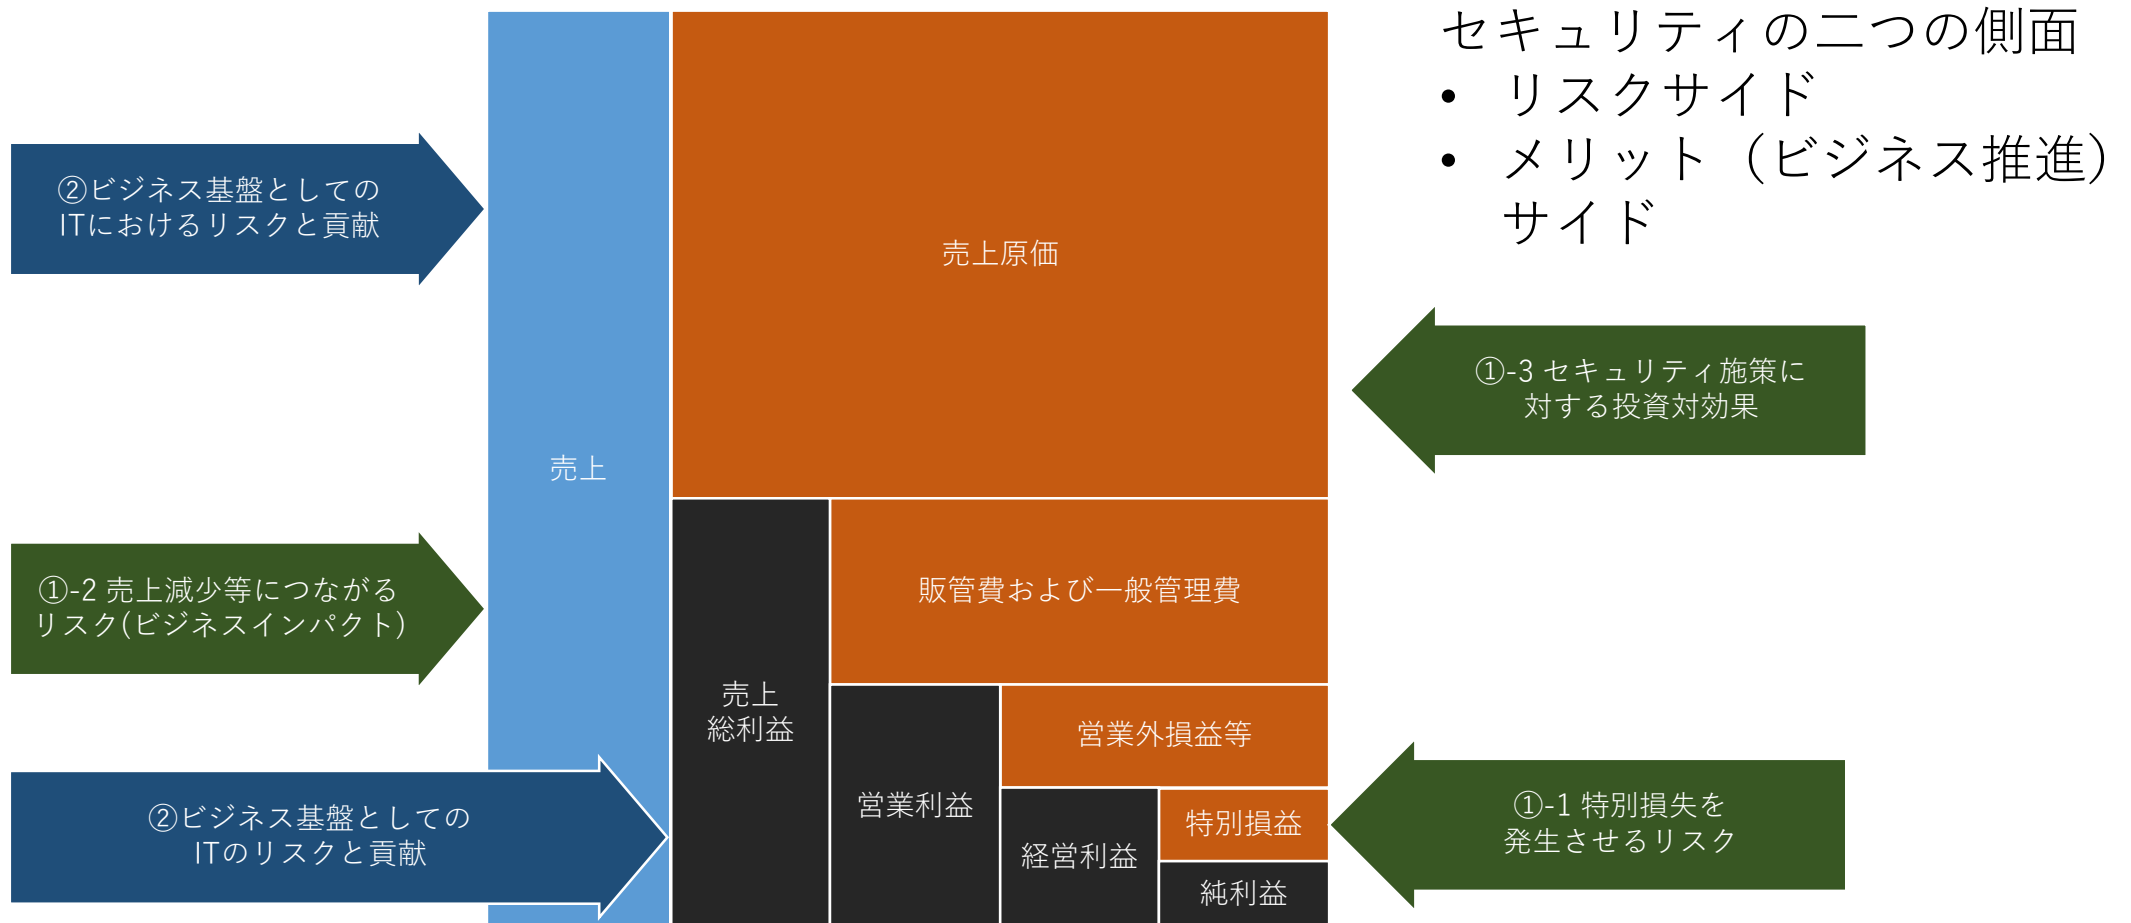 セキュリティの二つの側面
• リスクサイド
• メリット（ビジネス推進）
サイド
②ビジネス基盤としての
ITにおけるリスクと貢献
売上原価
①-3 セキュリティ施策に
対する投資対効果
売上
①-2 売上減少等につながる
リスク(ビジネスインパクト)
販管費および一般管理費
売上
総利益
営業外損益等
②ビジネス基盤としての
ITのリスクと貢献
営業利益
経営利益
特別損益
純利益
①-1 特別損失を
発生させるリスク